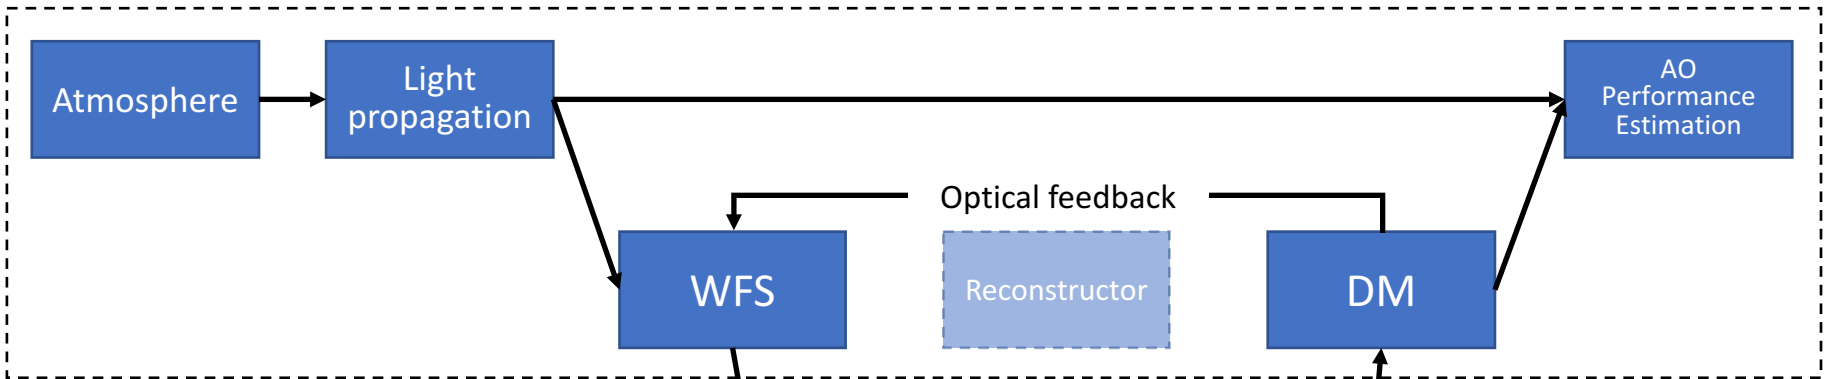 Atmosphere
Light
propagation
AO
Performance
Estimation
Optical feedback
WFS
Reconstructor
DM